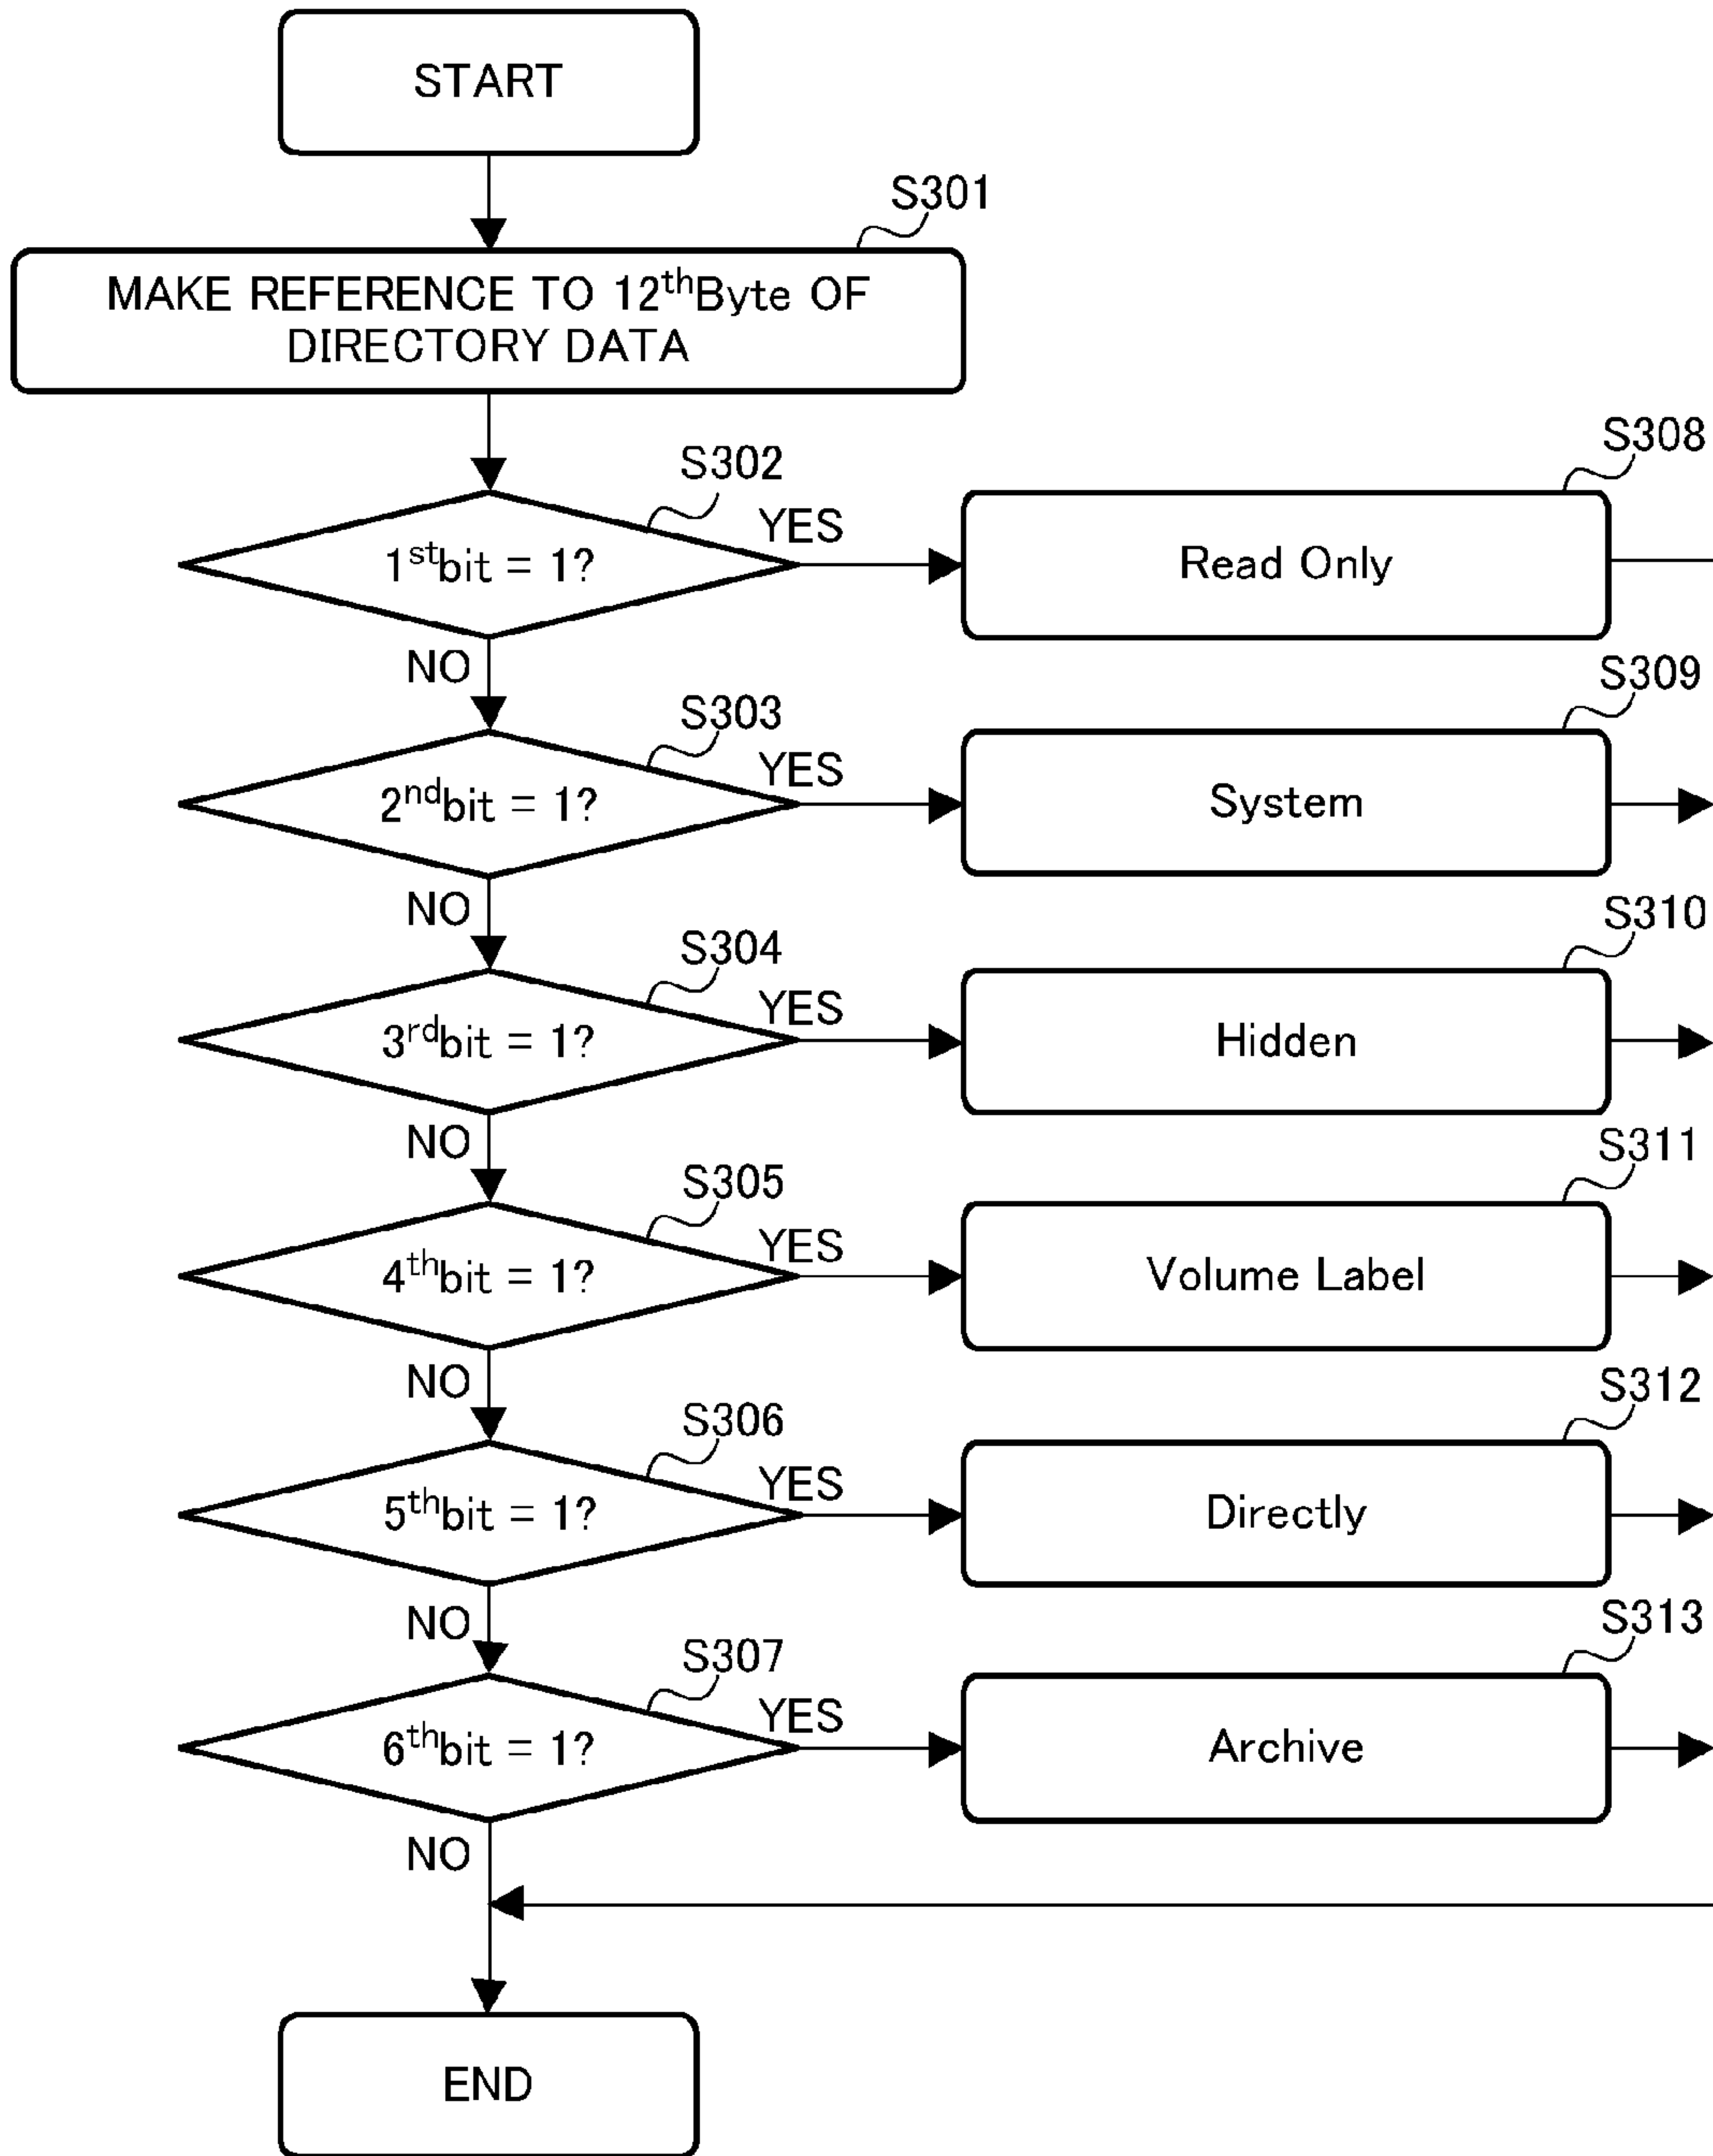 START
S301
MAKE REFERENCE TO 12thByte OF
DIRECTORY DATA
S302
1stbit = 1?
YES
S308
Read Only
NO
S303
2ndbit = 1?
YES
S309
System
NO
S304
3rdbit = 1?
YES
S310
Hidden
NO
S305
4thbit = 1?
YES
S311
Volume Label
NO
S306
5thbit = 1?
YES
S312
Directly
NO
S307
6thbit = 1?
YES
S313
Archive
NO
END